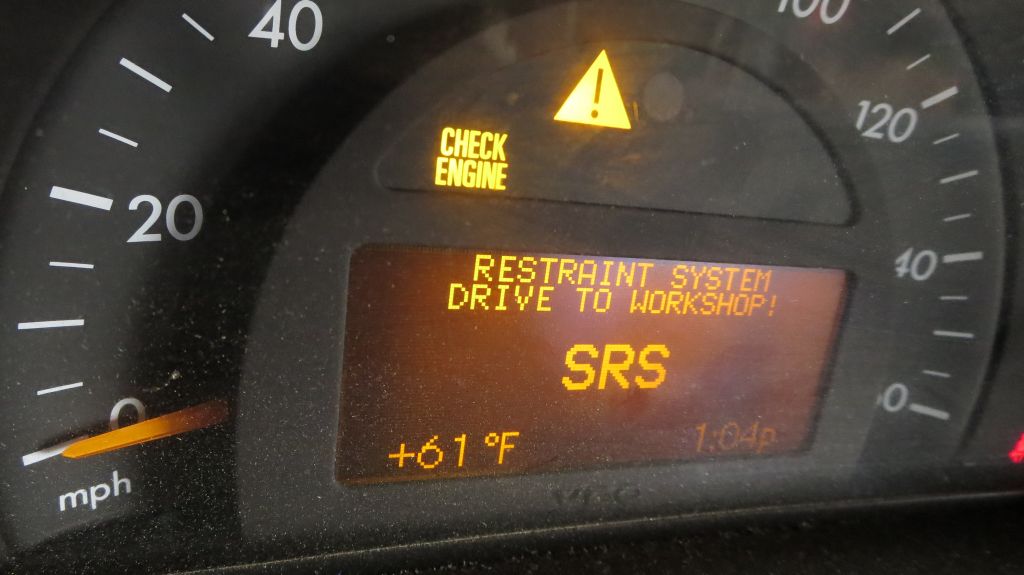 40
100
CHECK
ENGINE
120
20
RESTRAINT SYSTEM
DRIVE TO WORKSHOP!
40
SRS
0
+61°F
1:04p
mph